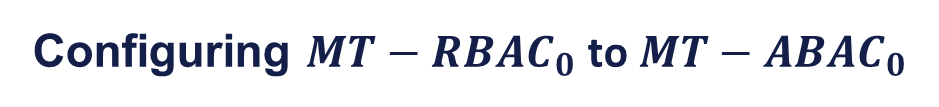 Configuring MT − RBAC₀ to MT − ABAC₀